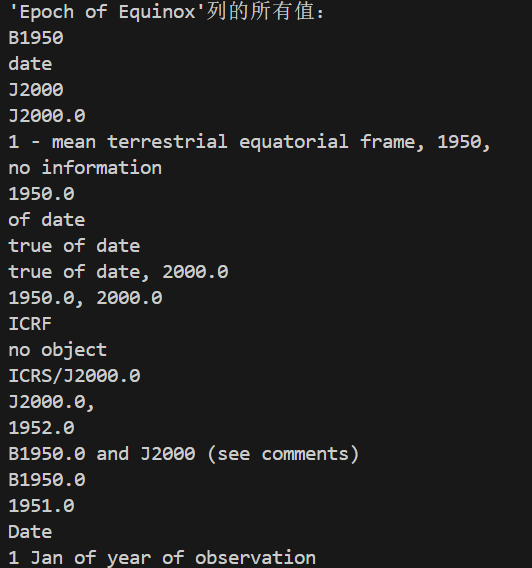 'Epoch of Equinox'列的所有值：
B1950
date
J2000
J2000.0
1 - mean terrestrial equatorial frame, 1950,
no information
1950.0
of date
true of date
true of date, 2000.0
1950.0, 2000.0
ICRF
no object
ICRS/J2000.0
J2000.0,
1952.0
B1950.0 and J2000 (see comments)
B1950.0
1951.0
Date
1 Jan of year of observation